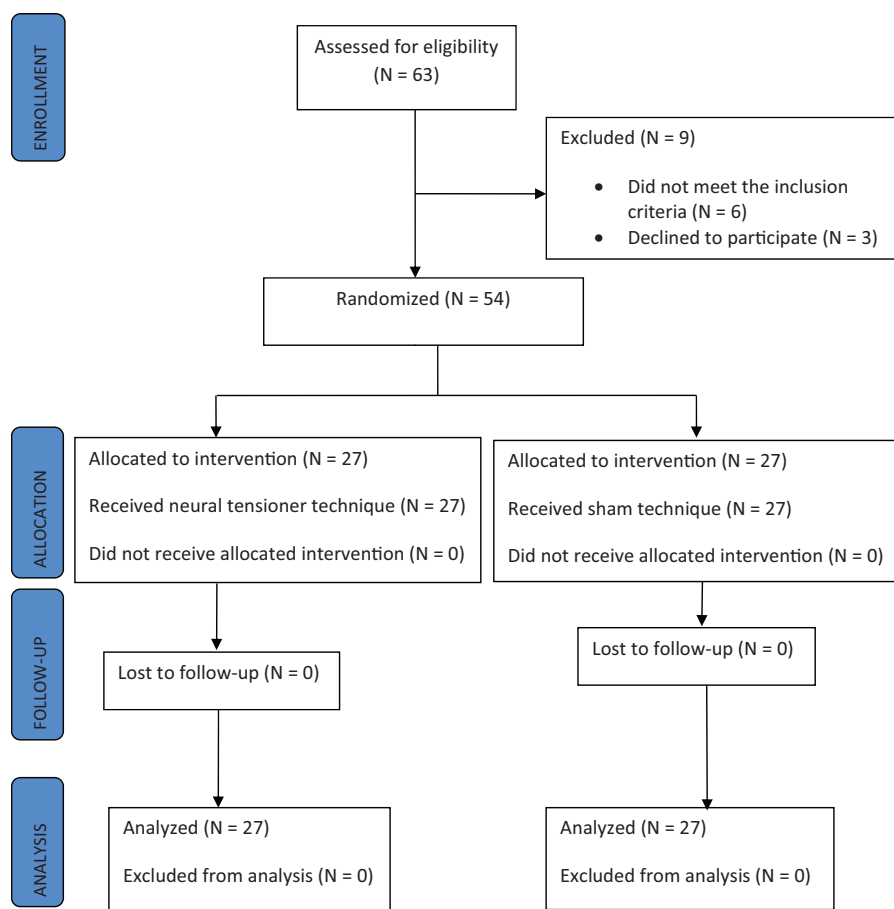 ENROLLMENT
Assessed for eligibility
(N = 63)
Excluded (N = 9)
• Did not meet the inclusion
criteria (N = 6)
• Declined to participate (N = 3)
Randomized (N = 54)
ALLOCATION
Allocated to intervention (N = 27)
Received neural tensioner technique (N = 27)
Did not receive allocated intervention (N = 0)
Allocated to intervention (N = 27)
Received sham technique (N = 27)
Did not receive allocated intervention (N = 0)
FOLLOW-UP
Lost to follow-up (N = 0)
Lost to follow-up (N = 0)
ANALYSIS
Analyzed (N = 27)
Excluded from analysis (N = 0)
Analyzed (N = 27)
Excluded from analysis (N = 0)